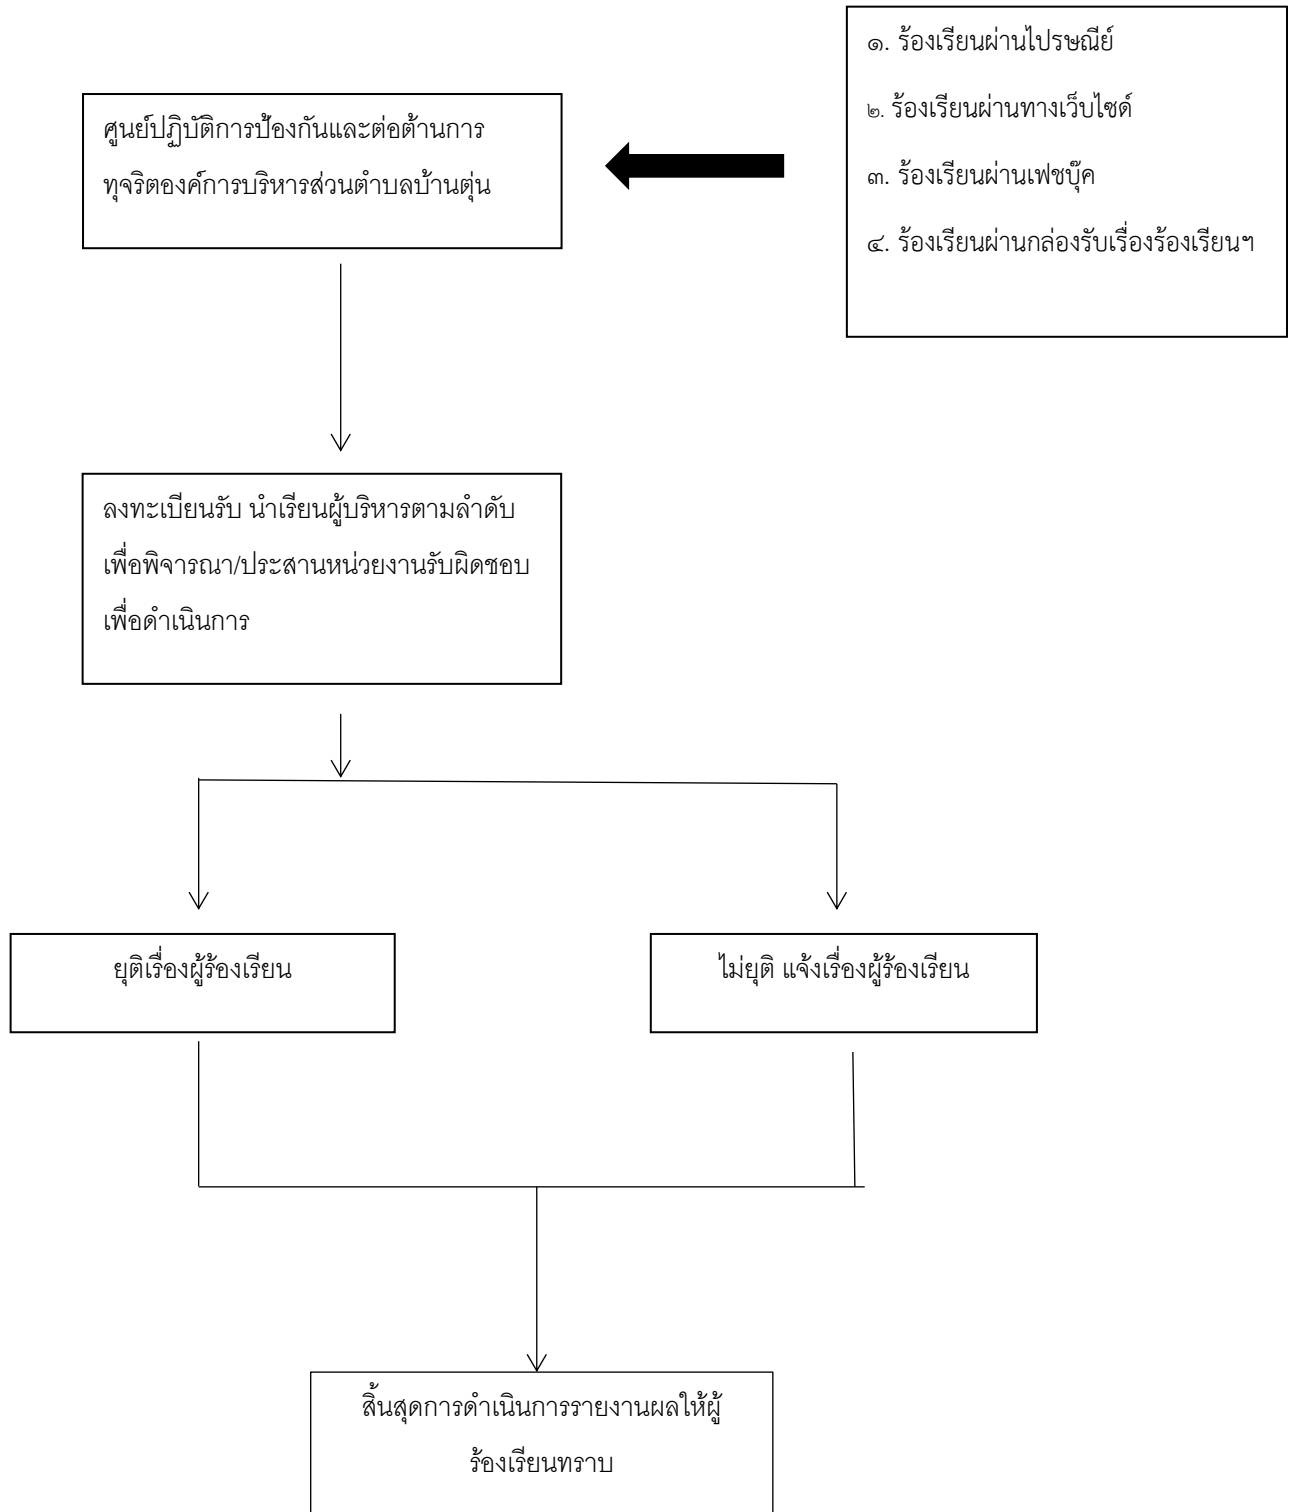 ๑. ร้องเรียนผ่านไปรษณีย์
๒. ร้องเรียนผ่านทางเว็บไซด์
๓. ร้องเรียนผ่านเฟชบุ๊ค
๔. ร้องเรียนผ่านกล่องรับเรื่องร้องเรียนฯ
ศูนย์ปฏิบัติการป้องกันและต่อต้านการ
ทุจริตองค์การบริหารส่วนตำบลบ้านตุ่น
ลงทะเบียนรับ นำเรียนผู้บริหารตามลำดับ
เพื่อพิจารณา/ประสานหน่วยงานรับผิดชอบ
เพื่อดำเนินการ
ยุติเรื่องผู้ร้องเรียน
ไม่ยุติ แจ้งเรื่องผู้ร้องเรียน
สิ้นสุดการดำเนินการรายงานผลให้ผู้
ร้องเรียนทราบ